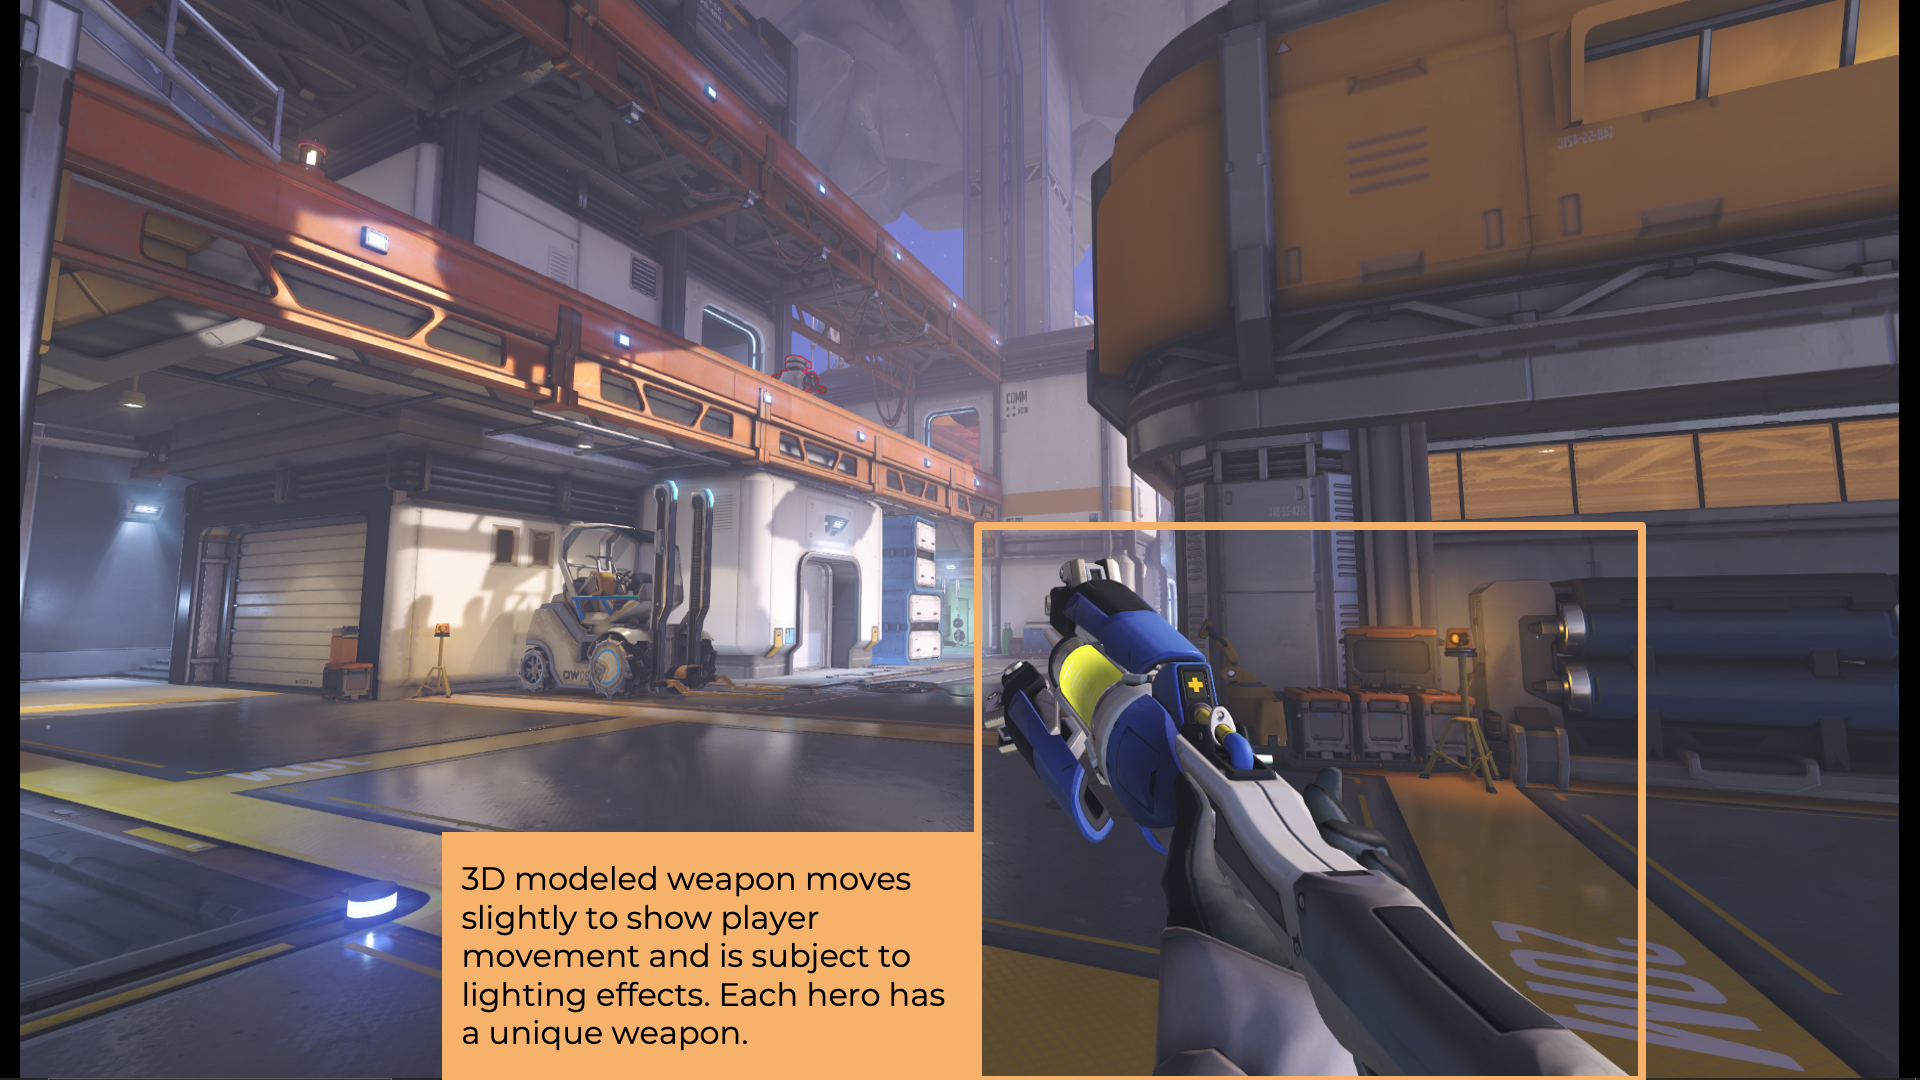 COMM
3D modeled weapon moves
slightly to show player
movement and is subject to
lighting effects. Each hero has
a unique weapon.